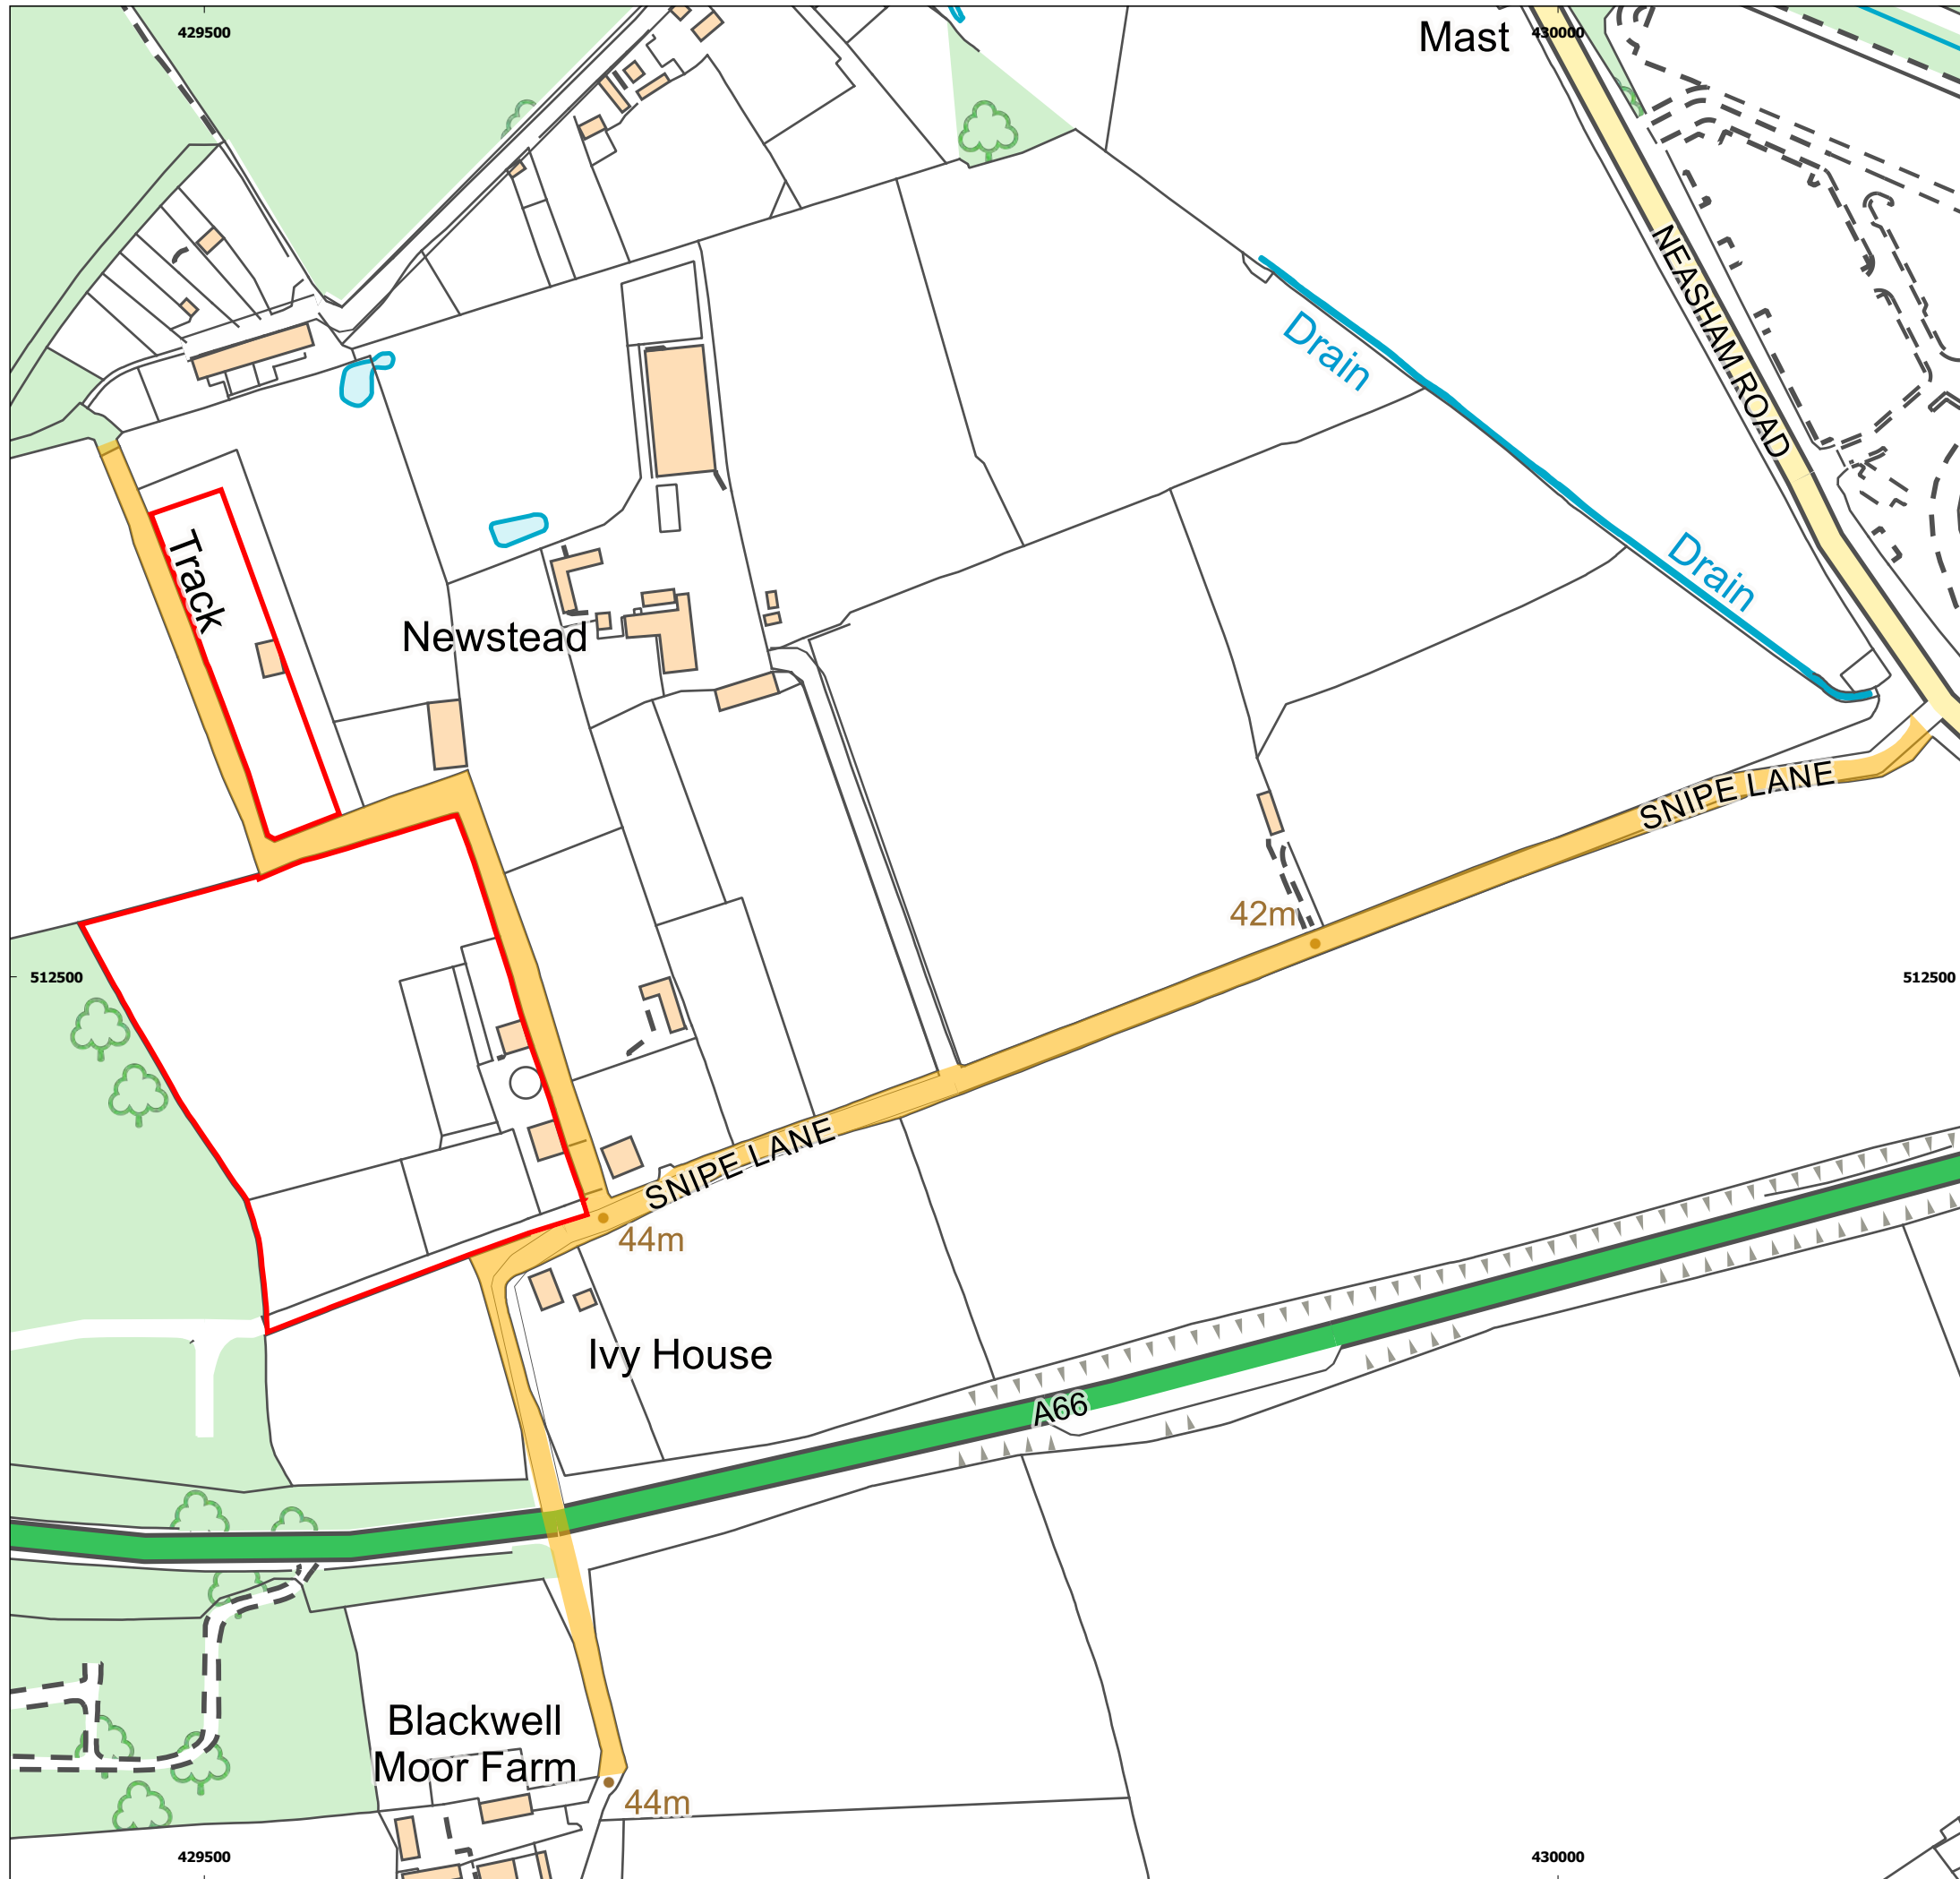 429500
Mast
430000
NEASHAM ROAD
Drain
Drain
Track
Newstead
SNIPE LANE
42m
512500
512500
SNIPE LANE
44m
Ivy House
A66
Blackwell
Moor Farm
44m
429500
430000